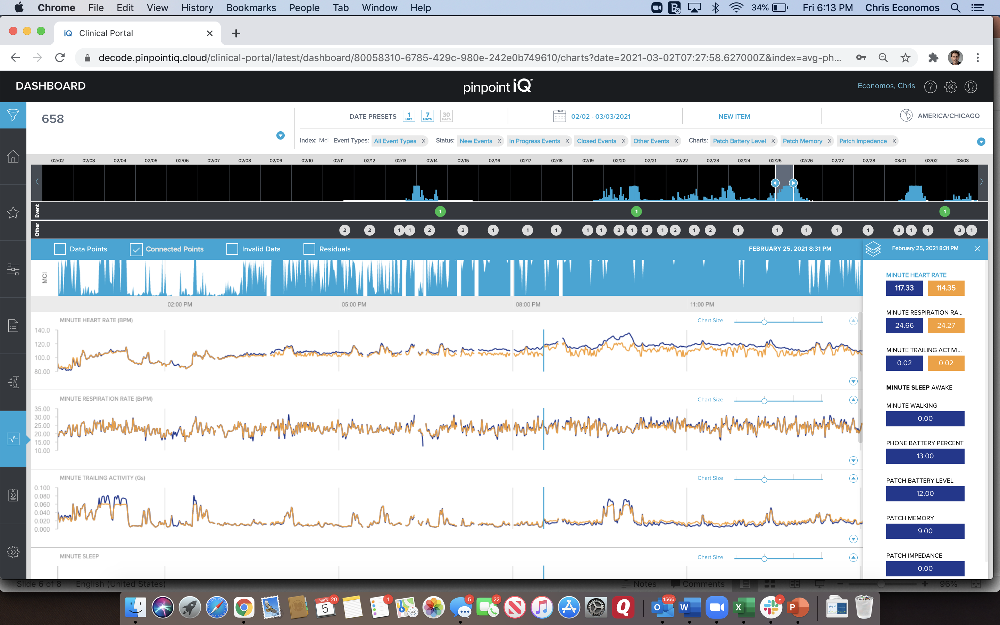 Chrome File Edit View History Bookmarks People Tab Window Help 34% Fri 6:13 PM Chris Economos
iQ Clinical Portal
decode.pinpointiq.cloud/clinical-portal/latest/dashboard/80058310-6785-429c-980e-242e0b749610/charts?date=2021-03-02T07:27:58.627000Z&index=avg-ph...
DASHBOARD pinpoint iQ™ Economos, Chris ?
658 DATE PRESETS 1 DAY 7 DAYS 30 DAYS 02/02 - 03/03/2021 NEW ITEM AMERICA/CHICAGO
Index: Mci Event Types: All Event Types X Status: New Events X In Progress Events X Closed Events X Other Events X Charts: Patch Battery Level X Patch Memory X Patch Impedance X
02/02 02/03 02/04 02/05 02/06 02/07 02/08 02/09 02/10 02/11 02/12 02/13 02/14 02/15 02/16 02/17 02/18 02/19 02/20 02/21 02/22 02/23 02/24 02/25 02/26 02/27 02/28 03/01 03/02 03/03
Event 1 1 1
Other 2 2 1 1 2 2 1 1 1 1 1 2 1 2 1 2 1 2 1 1 1 1 1 3 1 1 3 1
Data Points Connected Points Invalid Data Residuals FEBRUARY 25, 2021 8:31 PM
February 25, 2021 8:31 PM
MCI
02:00 PM 05:00 PM 08:00 PM 11:00 PM
MINUTE HEART RATE (BPM) Chart Size
140.0
120.0
100.0
80.00
MINUTE RESPIRATION RATE (BrPM) Chart Size
35.00
30.00
25.00
20.00
15.00
10.00
MINUTE TRAILING ACTIVITY (Gs) Chart Size
0.100
0.080
0.060
0.040
0.020
0.000
MINUTE SLEEP Chart Size
MINUTE HEART RATE
117.33 114.35
MINUTE RESPIRATION RA...
24.66 24.27
MINUTE TRAILING ACTIVI...
0.02 0.02
MINUTE SLEEP AWAKE
MINUTE WALKING
0.00
PHONE BATTERY PERCENT
13.00
PATCH BATTERY LEVEL
12.00
PATCH MEMORY
9.00
PATCH IMPEDANCE
0.00
Slide 6 of 8 English (United States) Notes Comments 96%
MAR 20 1 5 22 1566
5 3D Q O W X P